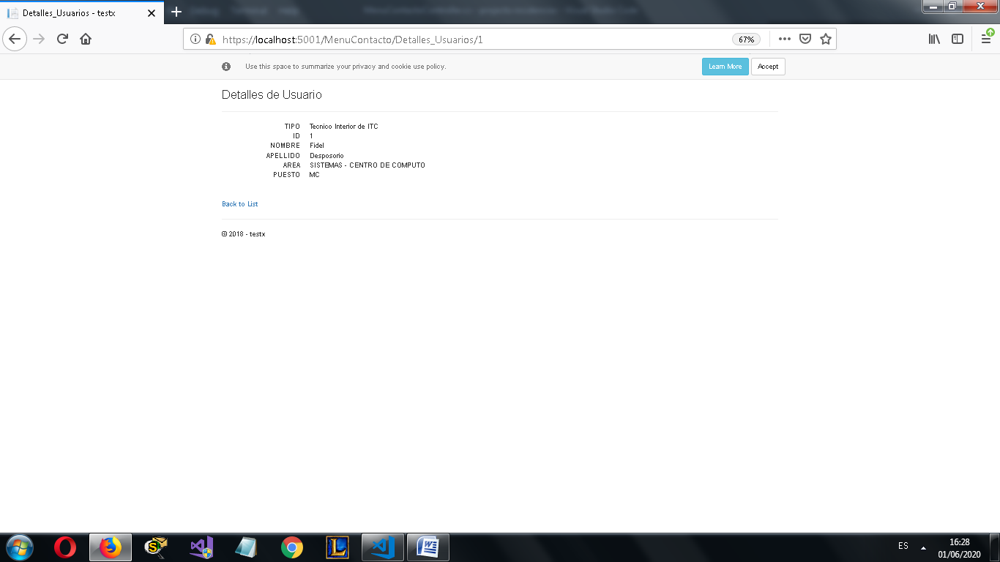 Detalles_Usuarios - testx
https://localhost:5001/MenuContacto/Detalles_Usuarios/1
67%
Use this space to summarize your privacy and cookie use policy.
Learn More
Accept
Detalles de Usuario
TIPO Tecnico Interior de ITC
ID 1
NOMBRE Fidel
APELLIDO Desposorio
AREA SISTEMAS - CENTRO DE COMPUTO
PUESTO MC
Back to List
© 2018 - testx
ES
16:28
01/06/2020